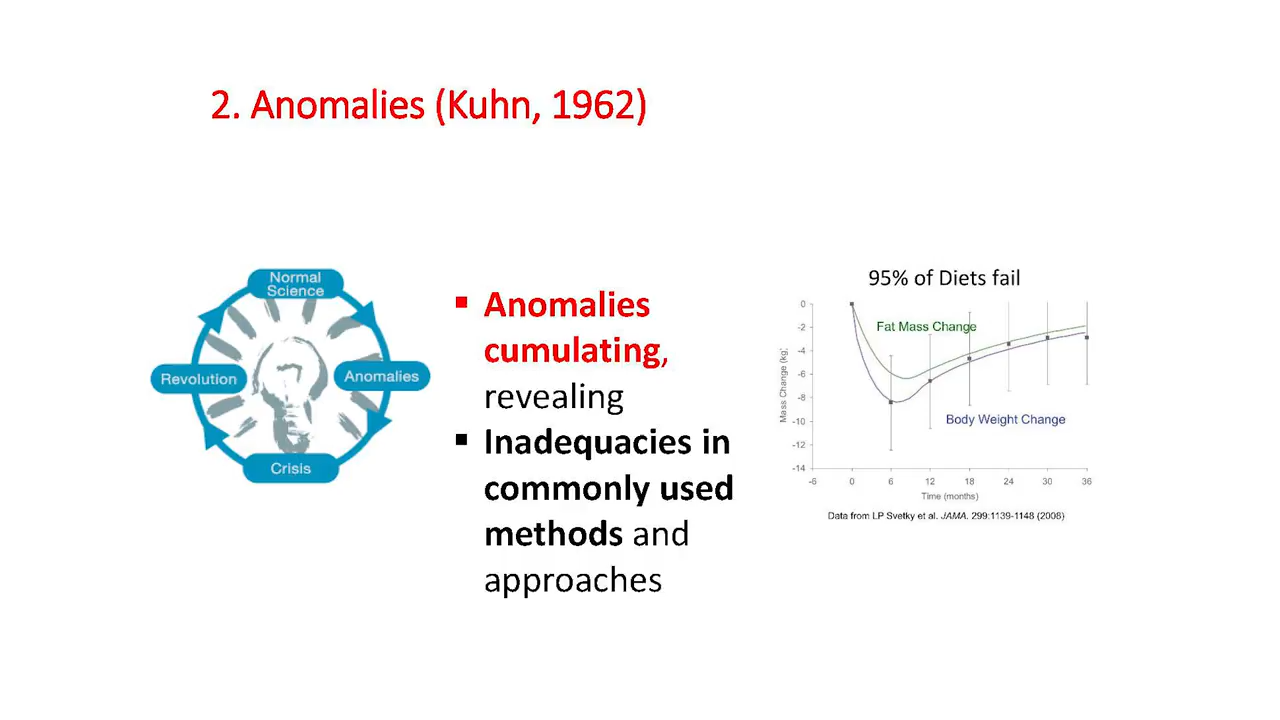 2. Anomalies (Kuhn, 1962)
Normal
Science
Anomalies
Crisis
Revolution
▪ Anomalies
cumulating,
revealing
▪ Inadequacies in
commonly used
methods and
approaches
95% of Diets fail
Fat Mass Change
Body Weight Change
Mass Change (kg)
0
-2
-4
-6
-8
-10
-12
-14
-6 0 6 12 18 24 30 36
Time (months)
Data from LP Svetky et al. JAMA. 299:1139-1148 (2008)